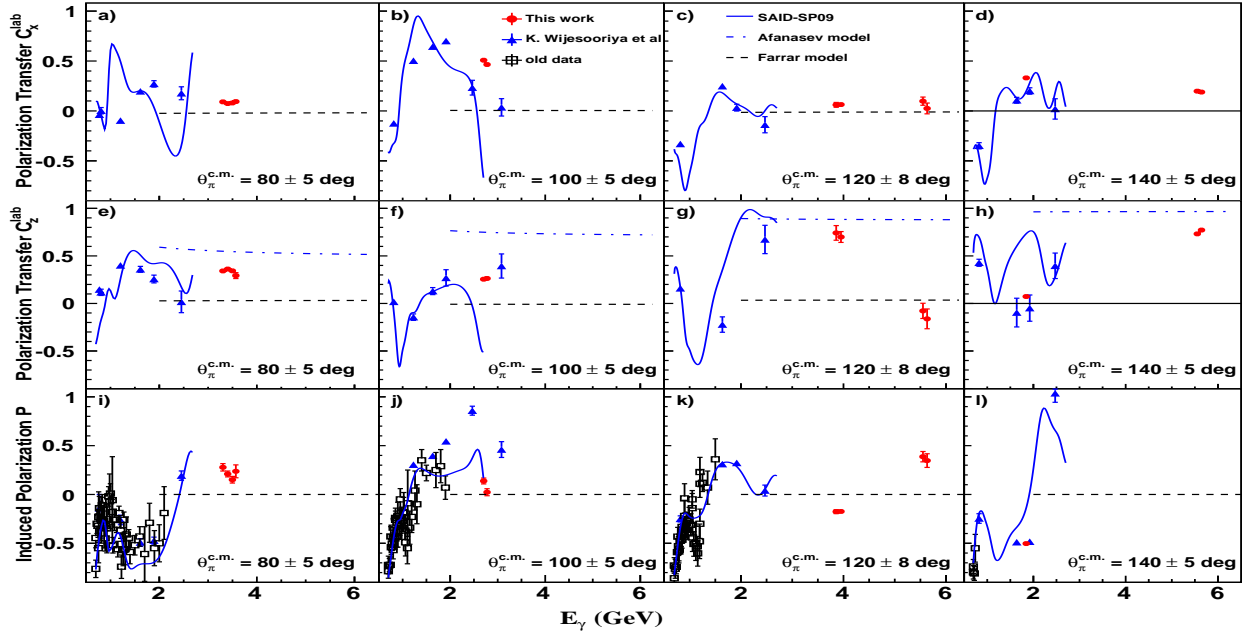 Polarization Transfer C_x^lab
1
0.5
0
-0.5
a)
θ_π^c.m. = 80 ± 5 deg
b)
This work
K. Wijesooriya et al.
old data
θ_π^c.m. = 100 ± 5 deg
c)
SAID-SP09
Afanasev model
Farrar model
θ_π^c.m. = 120 ± 8 deg
d)
θ_π^c.m. = 140 ± 5 deg
Polarization Transfer C_z^lab
1
0.5
0
-0.5
e)
θ_π^c.m. = 80 ± 5 deg
f)
θ_π^c.m. = 100 ± 5 deg
g)
θ_π^c.m. = 120 ± 8 deg
h)
θ_π^c.m. = 140 ± 5 deg
Induced Polarization P
1
0.5
0
-0.5
i)
θ_π^c.m. = 80 ± 5 deg
j)
θ_π^c.m. = 100 ± 5 deg
k)
θ_π^c.m. = 120 ± 8 deg
l)
θ_π^c.m. = 140 ± 5 deg
2 4 6 2 4 6 2 4 6 2 4 6
E_γ (GeV)